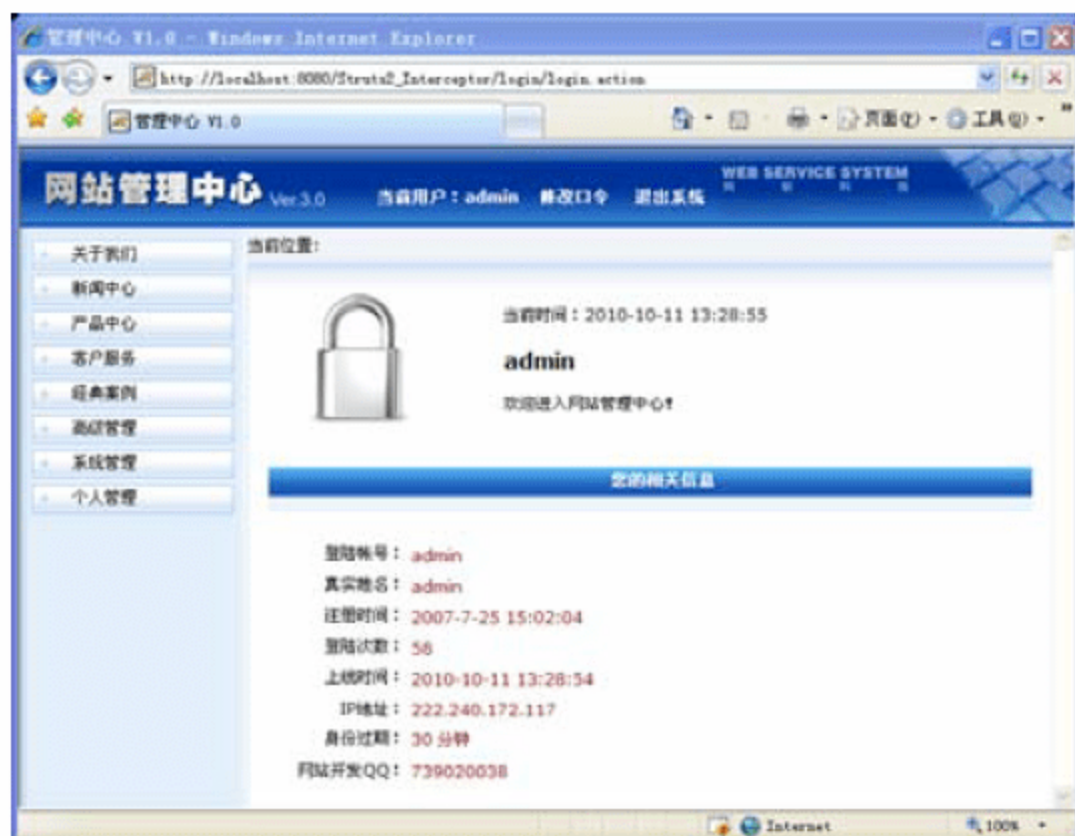 管理中心 V1.0 - Windows Internet Explorer
http://localhost:8080/Struts2_Interceptor/login/login.action
管理中心 V1.0
页面(P)
工具(O)
网站管理中心 Ver 3.0
当前用户：admin 修改口令 退出系统
WEB SERVICE SYSTEM
关于我们
新闻中心
产品中心
客户服务
经典案例
高级管理
系统管理
个人管理
当前位置：
当前时间：2010-10-11 13:28:55
admin
欢迎进入网站管理中心！
您的相关信息
登陆帐号： admin
真实姓名： admin
注册时间： 2007-7-25 15:02:04
登陆次数： 58
上线时间： 2010-10-11 13:28:54
IP地址： 222.240.172.117
身份过期： 30 分钟
网站开发QQ： 739020038
Internet
100%